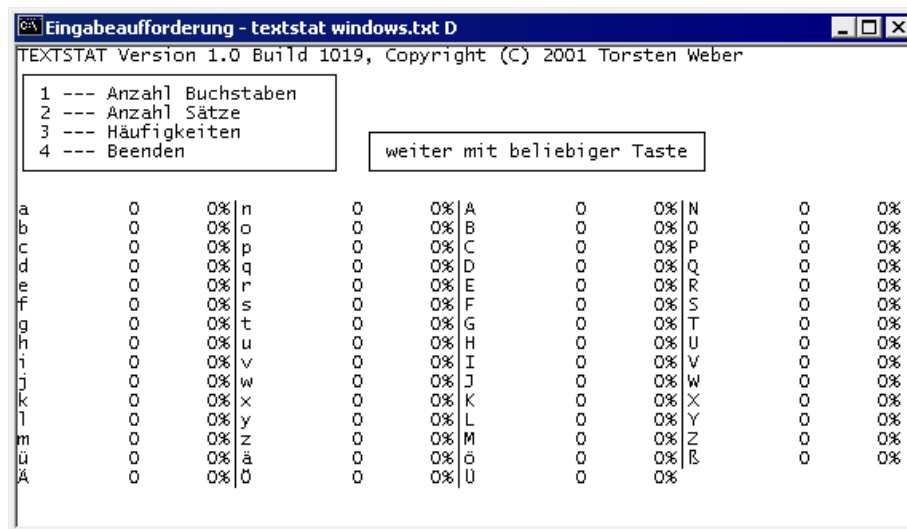 Eingabeaufforderung - textstat windows.txt D
TEXTSTAT Version 1.0 Build 1019, Copyright (C) 2001 Torsten Weber
1 --- Anzahl Buchstaben
2 --- Anzahl Sätze
3 --- Häufigkeiten
4 --- Beenden
weiter mit beliebiger Taste
a 0 0% n 0 0% A 0 0% N 0 0%
b 0 0% o 0 0% B 0 0% O 0 0%
c 0 0% p 0 0% C 0 0% P 0 0%
d 0 0% q 0 0% D 0 0% Q 0 0%
e 0 0% r 0 0% E 0 0% R 0 0%
f 0 0% s 0 0% F 0 0% S 0 0%
g 0 0% t 0 0% G 0 0% T 0 0%
h 0 0% u 0 0% H 0 0% U 0 0%
i 0 0% v 0 0% I 0 0% V 0 0%
j 0 0% w 0 0% J 0 0% W 0 0%
k 0 0% x 0 0% K 0 0% X 0 0%
l 0 0% y 0 0% L 0 0% Y 0 0%
m 0 0% z 0 0% M 0 0% Z 0 0%
ü 0 0% ä 0 0% ö 0 0% ß 0 0%
Ä 0 0% Ö 0 0% Ü 0 0%